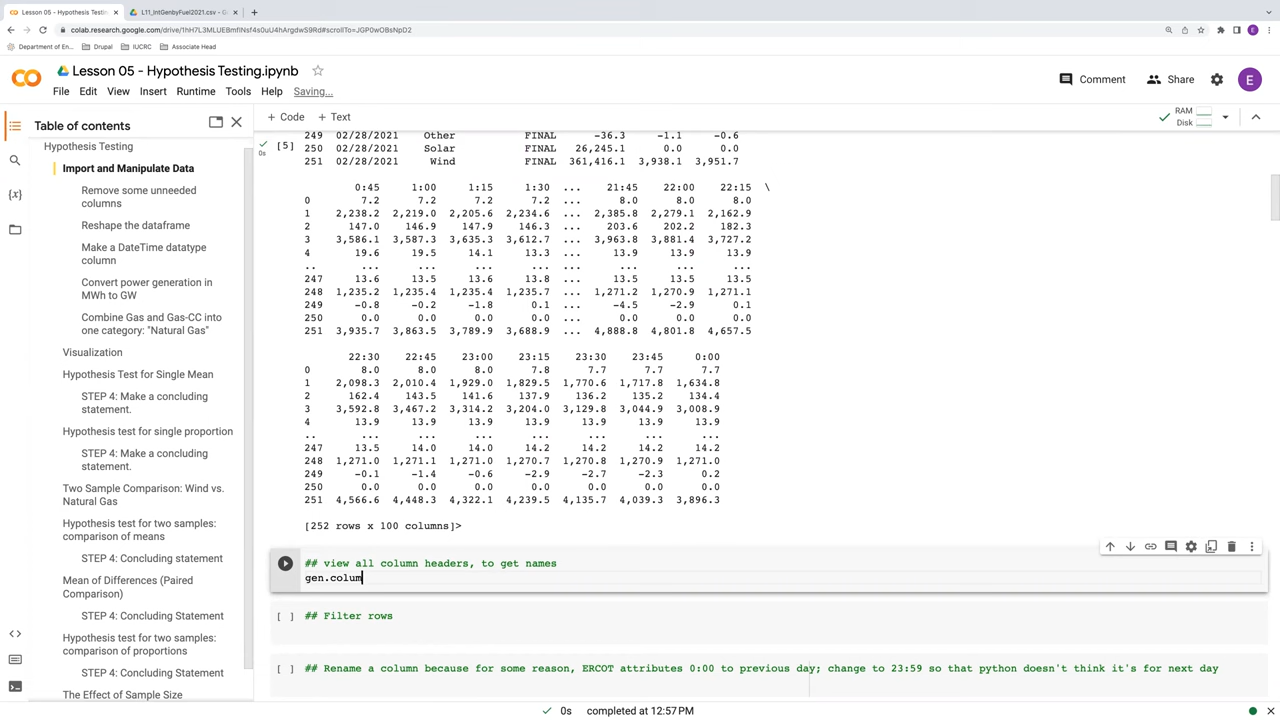 Lesson 05 - Hypothesis Testing.ip
L11_IntGenbyFuel2021.csv - G
colab.research.google.com/drive/1hH7L3MLUEBmflNsf4s0uU4hArgdwS9Rd#scrollTo=JGP0wOBsNpD2
Department of En... Drupal IUCRC Associate Head
Lesson 05 - Hypothesis Testing.ipynb
Comment Share E
File Edit View Insert Runtime Tools Help Saving...
Table of contents
+ Code + Text
RAM
Disk
Hypothesis Testing
Import and Manipulate Data
Remove some unneeded
columns
Reshape the dataframe
Make a DateTime datatype
column
Convert power generation in
MWh to GW
Combine Gas and Gas-CC into
one category: "Natural Gas"
Visualization
Hypothesis Test for Single Mean
STEP 4: Make a concluding
statement.
Hypothesis test for single proportion
STEP 4: Make a concluding
statement.
Two Sample Comparison: Wind vs.
Natural Gas
Hypothesis test for two samples:
comparison of means
STEP 4: Concluding statement
Mean of Differences (Paired
Comparison)
STEP 4: Concluding Statement
Hypothesis test for two samples:
comparison of proportions
STEP 4: Concluding Statement
The Effect of Sample Size
[5]
0s
249 02/28/2021 Other FINAL -36.3 -1.1 -0.6
250 02/28/2021 Solar FINAL 26,245.1 0.0 0.0
251 02/28/2021 Wind FINAL 361,416.1 3,938.1 3,951.7
0:45 1:00 1:15 1:30 ... 21:45 22:00 22:15 \
0 7.2 7.2 7.2 7.2 ... 8.0 8.0 8.0
1 2,238.2 2,219.0 2,205.6 2,234.6 ... 2,385.8 2,279.1 2,162.9
2 147.0 146.9 147.9 146.3 ... 203.6 202.2 182.3
3 3,586.1 3,587.3 3,635.3 3,612.7 ... 3,963.8 3,881.4 3,727.2
4 19.6 19.5 14.1 13.3 ... 13.9 13.9 13.9
.. ... ... ... ... ... ... ... ...
247 13.6 13.5 13.6 13.8 ... 13.5 13.5 13.5
248 1,235.2 1,235.4 1,235.4 1,235.7 ... 1,271.2 1,270.9 1,271.1
249 -0.8 -0.2 -1.8 0.1 ... -4.5 -2.9 0.1
250 0.0 0.0 0.0 0.0 ... 0.0 0.0 0.0
251 3,935.7 3,863.5 3,789.9 3,688.9 ... 4,888.8 4,801.8 4,657.5
22:30 22:45 23:00 23:15 23:30 23:45 0:00
0 8.0 8.0 8.0 7.8 7.7 7.7 7.7
1 2,098.3 2,010.4 1,929.0 1,829.5 1,770.6 1,717.8 1,634.8
2 162.4 143.5 141.6 137.9 136.2 135.2 134.4
3 3,592.8 3,467.2 3,314.2 3,204.0 3,129.8 3,044.9 3,008.9
4 13.9 13.9 13.9 13.9 13.9 13.9 13.9
.. ... ... ... ... ... ... ...
247 13.5 14.0 14.0 14.2 14.2 14.2 14.2
248 1,271.0 1,271.1 1,271.0 1,270.7 1,270.8 1,270.9 1,271.0
249 -0.1 -1.4 -0.6 -2.9 -2.7 -2.3 0.2
250 0.0 0.0 0.0 0.0 0.0 0.0 0.0
251 4,566.6 4,448.3 4,322.1 4,239.5 4,135.7 4,039.3 3,896.3
[252 rows x 100 columns]>
## view all column headers, to get names
gen.colum
[ ] ## Filter rows
[ ] ## Rename a column because for some reason, ERCOT attributes 0:00 to previous day; change to 23:59 so that python doesn't think it's for next day
0s completed at 12:57 PM